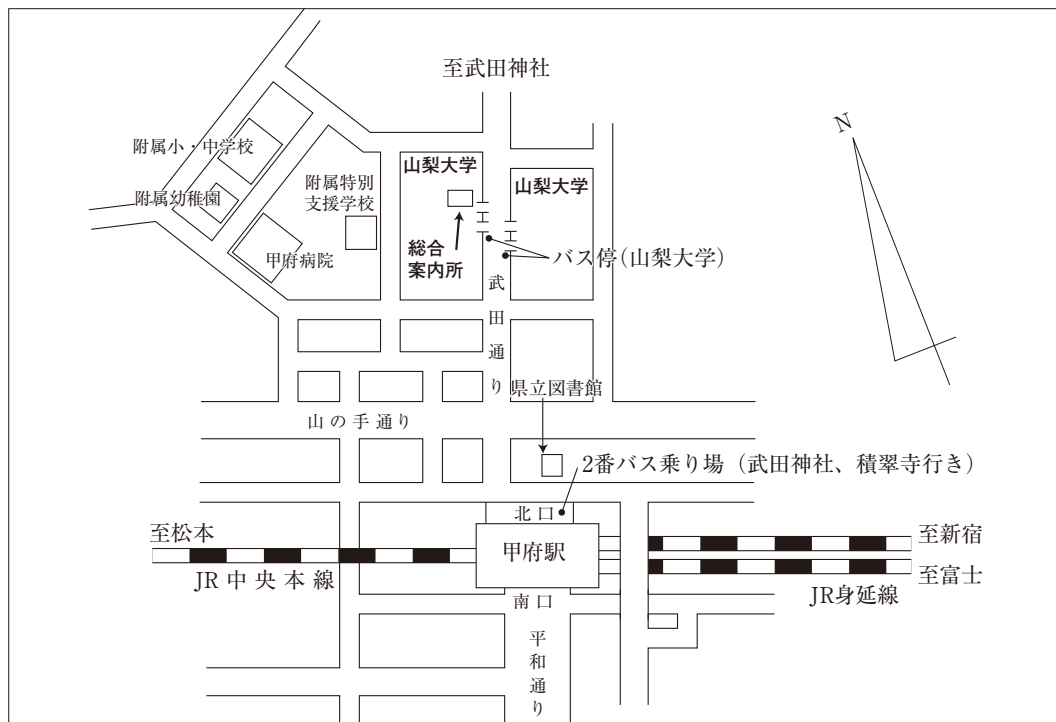 至武田神社
N
附属小・中学校
附属幼稚園
附属特別
支援学校
甲府病院
山梨大学
山梨大学
総合
案内所
バス停(山梨大学)
武田通り
県立図書館
山の手通り
2番バス乗り場（武田神社、積翠寺行き）
北口
至松本
甲府駅
至新宿
至富士
JR中央本線
JR身延線
南口
平和通り